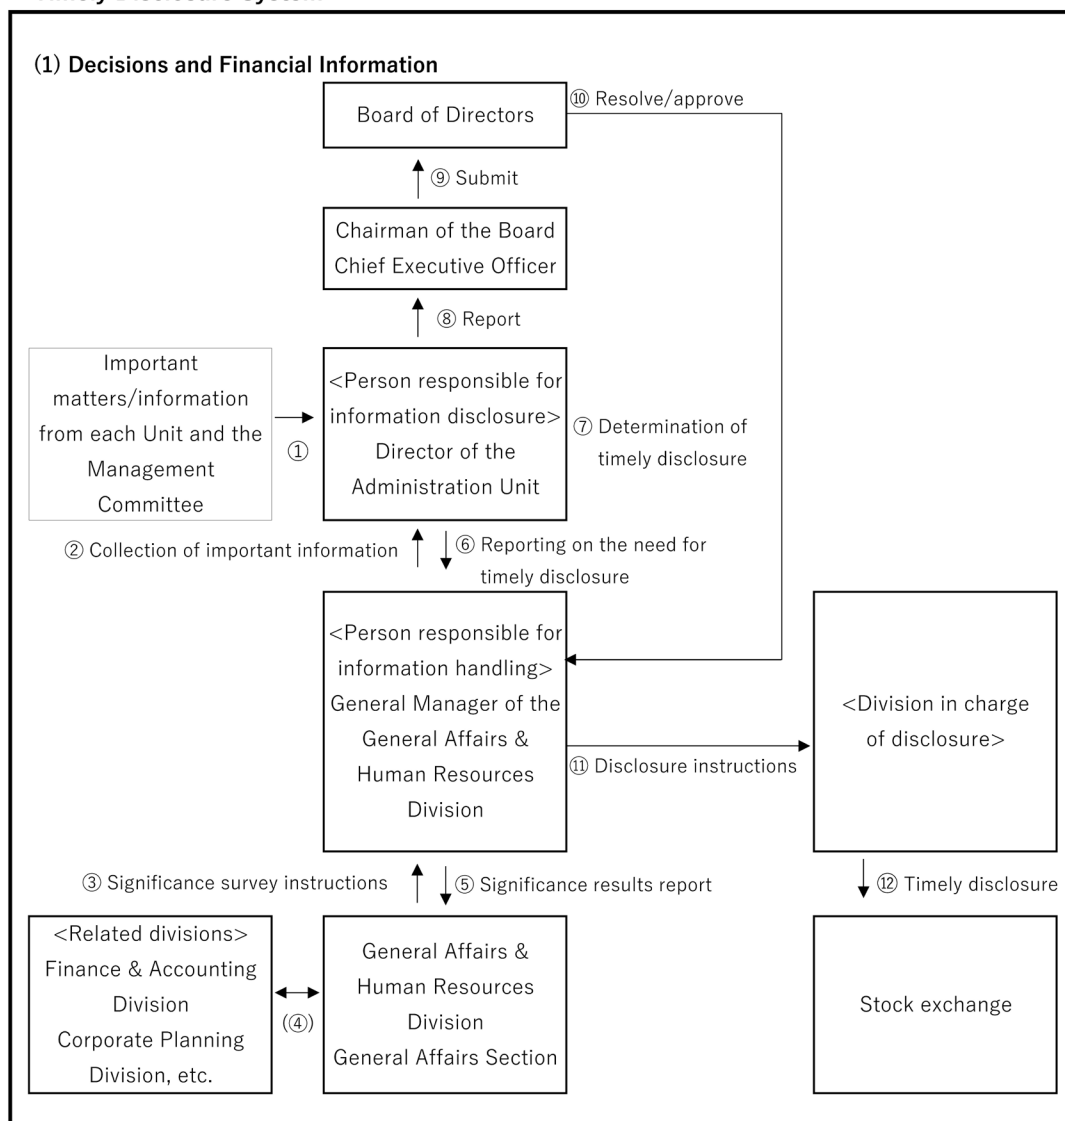 (1) Decisions and Financial Information
Board of Directors
⑩ Resolve/approve
⑨ Submit
Chairman of the Board
Chief Executive Officer
⑧ Report
Important
matters/information
from each Unit and the
Management
Committee
①
<Person responsible for
information disclosure>
Director of the
Administration Unit
⑦ Determination of
timely disclosure
② Collection of important information
⑥ Reporting on the need for
timely disclosure
<Person responsible for
information handling>
General Manager of the
General Affairs &
Human Resources
Division
⑪ Disclosure instructions
<Division in charge
of disclosure>
③ Significance survey instructions
⑤ Significance results report
⑫ Timely disclosure
<Related divisions>
Finance & Accounting
Division
Corporate Planning
Division, etc.
(④)
General Affairs &
Human Resources
Division
General Affairs Section
Stock exchange